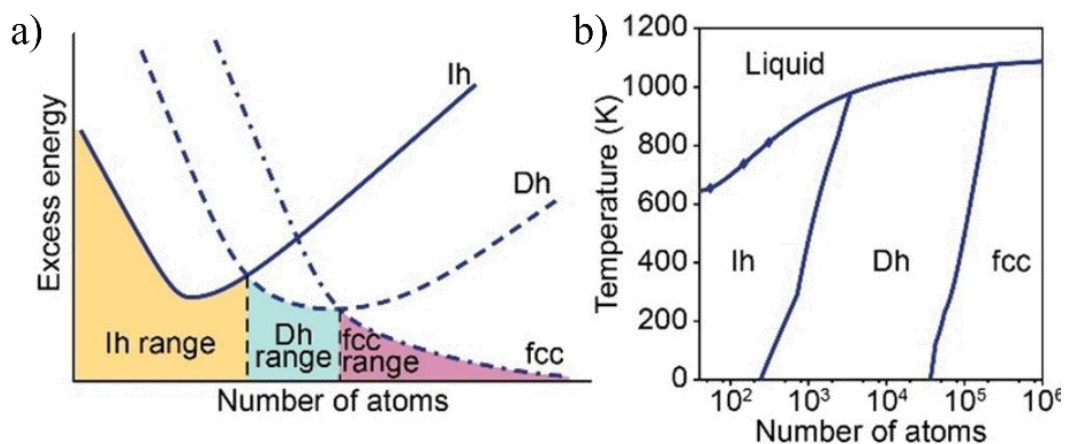 a)
Excess energy
Ih
Dh
fcc
Ih range
Dh
range
fcc
range
Number of atoms
b)
Temperature (K)
1200
1000
800
600
400
200
0
Liquid
Ih
Dh
fcc
10²
10³
10⁴
10⁵
10⁶
Number of atoms